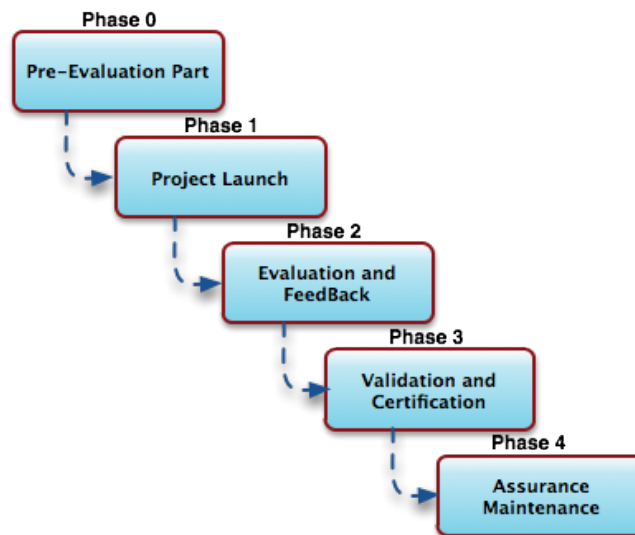 Phase 0
Pre-Evaluation Part
Phase 1
Project Launch
Phase 2
Evaluation and
FeedBack
Phase 3
Validation and
Certification
Phase 4
Assurance
Maintenance